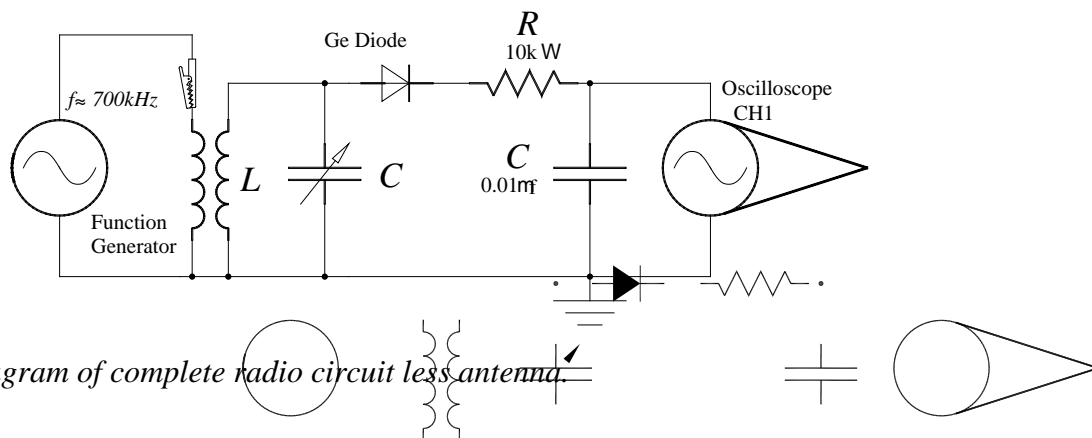 R
Ge Diode
10k W
Oscilloscope
CH1
f≈ 700kHz
L
C
C
0.01mf
Function
Generator
gram of complete radio circuit less antenna.